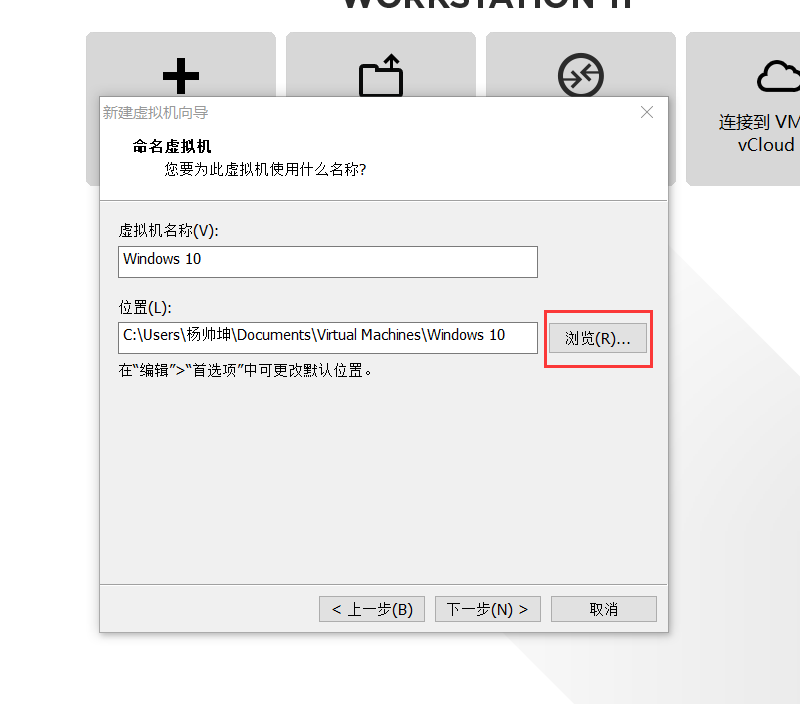 WORKSTATION 11
连接到 VM
vCloud
新建虚拟机向导
命名虚拟机
您要为此虚拟机使用什么名称?
虚拟机名称(V):
Windows 10
位置(L):
C:\Users\杨帅坤\Documents\Virtual Machines\Windows 10
浏览(R)...
在“编辑”>“首选项”中可更改默认位置。
< 上一步(B)
下一步(N) >
取消